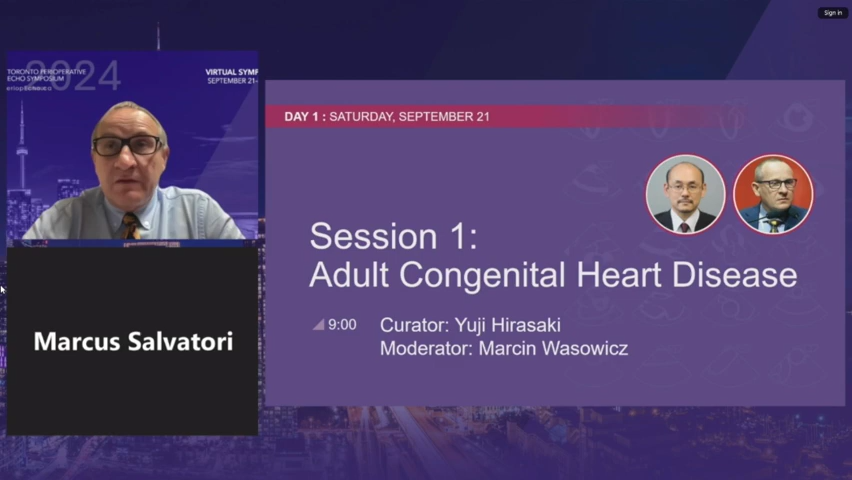 Sign in
2024
TORONTO PERIOPERATIVE
ECHO SYMPOSIUM
VIRTUAL SYMP
SEPTEMBER 21-
DAY 1 : SATURDAY, SEPTEMBER 21
Session 1:
Adult Congenital Heart Disease
9:00
Curator: Yuji Hirasaki
Moderator: Marcin Wasowicz
Marcus Salvatori